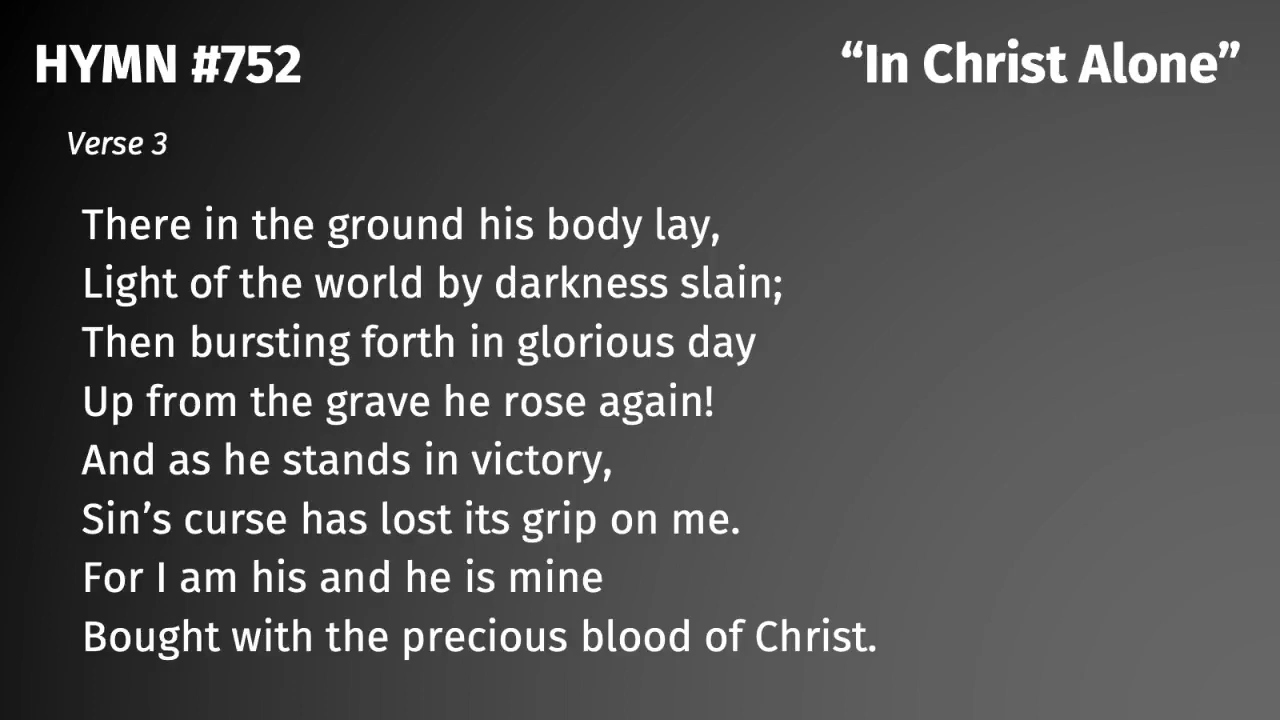 HYMN #752
“In Christ Alone”
Verse 3
There in the ground his body lay,
Light of the world by darkness slain;
Then bursting forth in glorious day
Up from the grave he rose again!
And as he stands in victory,
Sin’s curse has lost its grip on me.
For I am his and he is mine
Bought with the precious blood of Christ.